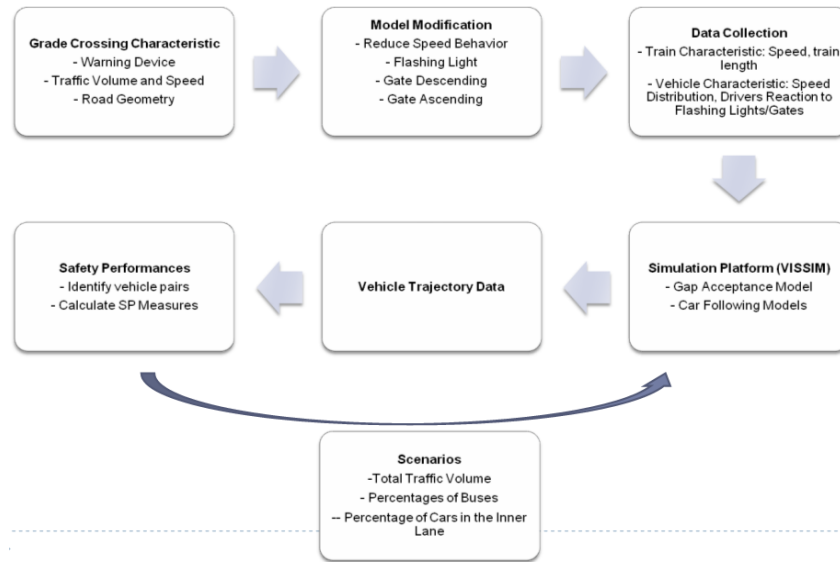 Grade Crossing Characteristic
- Warning Device
- Traffic Volume and Speed
- Road Geometry
Model Modification
- Reduce Speed Behavior
- Flashing Light
- Gate Descending
- Gate Ascending
Data Collection
- Train Characteristic: Speed, train
length
- Vehicle Characteristic: Speed
Distribution, Drivers Reaction to
Flashing Lights/Gates
Safety Performances
- Identify vehicle pairs
- Calculate SP Measures
Vehicle Trajectory Data
Simulation Platform (VISSIM)
- Gap Acceptance Model
- Car Following Models
Scenarios
-Total Traffic Volume
- Percentages of Buses
-- Percentage of Cars in the Inner
Lane